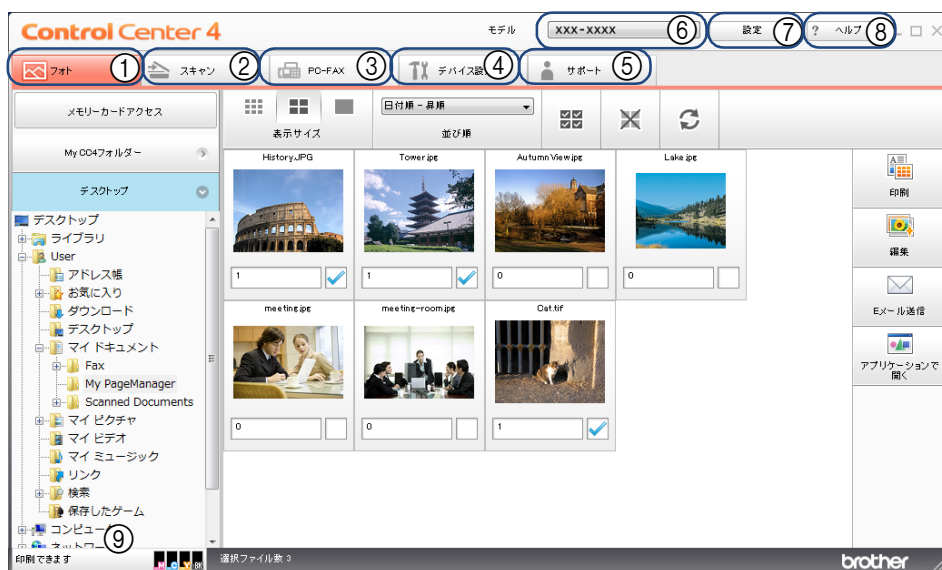 Control Center 4
モデル
XXX-XXXX
⑥
設定
⑦
? ヘルプ
⑧
フォト
①
スキャン
②
PC-FAX
③
デバイス設
④
サポート
⑤
メモリーカードアクセス
My CC4フォルダー
デスクトップ
表示サイズ
日付順 - 昇順
並び順
デスクトップ
ライブラリ
User
アドレス帳
お気に入り
ダウンロード
デスクトップ
マイ ドキュメント
Fax
My PageManager
Scanned Documents
マイ ピクチャ
マイ ビデオ
マイ ミュージック
リンク
検索
保存したゲーム
コンピュータ
ネットワー
⑨
History.JPG
Tower.jpg
Autumn View.jpg
Lake.jpg
1
1
0
0
meeting.jpg
meeting-room.jpg
Cat.tif
0
0
1
印刷
編集
Eメール送信
アプリケーションで
開く
印刷できます
M C Y BK
選択ファイル数 3
brother